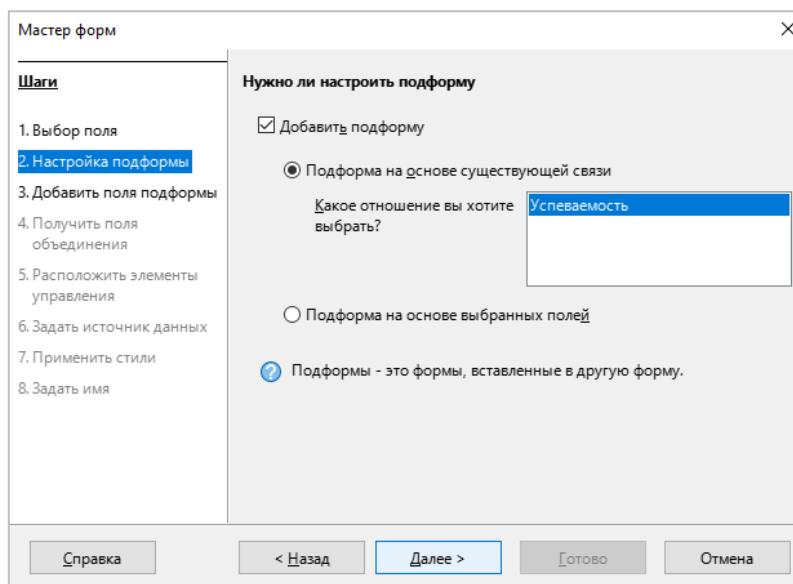 Мастер форм
Шаги
1. Выбор поля
2. Настройка подформы
3. Добавить поля подформы
4. Получить поля
объединения
5. Расположить элементы
управления
6. Задать источник данных
7. Применить стили
8. Задать имя
Нужно ли настроить подформу
Добавить подформу
Подформа на основе существующей связи
Какое отношение вы хотите
выбрать?
Успеваемость
Подформа на основе выбранных полей
Подформы - это формы, вставленные в другую форму.
Справка
< Назад
Далее >
Готово
Отмена